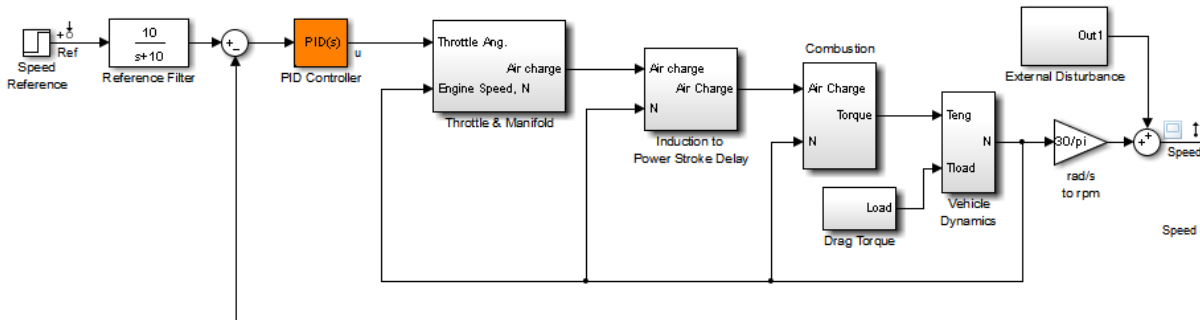 Ref
Speed
Reference
10
s+10
Reference Filter
+
-
PID(s)
PID Controller
u
Throttle Ang.
Air charge
Engine Speed, N
Throttle & Manifold
Air charge
Air Charge
N
Induction to
Power Stroke Delay
Combustion
Air Charge
Torque
N
Load
Drag Torque
Teng
N
Tload
Vehicle
Dynamics
30/pi
rad/s
to rpm
Out1
External Disturbance
+
+
Speed
Speed